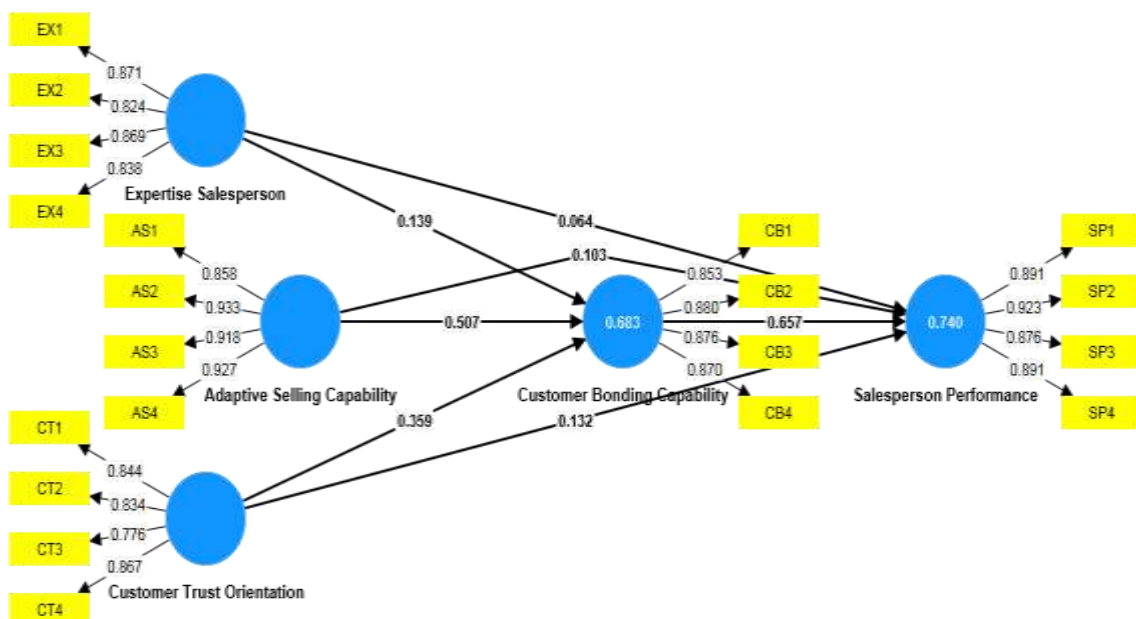 EX1
0.871
EX2
0.824
EX3
0.869
EX4
0.838
Expertise Salesperson
0.139
0.064
AS1
0.858
AS2
0.933
AS3
0.918
AS4
0.927
Adaptive Selling Capability
0.103
0.507
CT1
0.844
CT2
0.834
CT3
0.776
CT4
0.867
Customer Trust Orientation
0.359
0.132
0.683
CB1
0.853
CB2
0.880
CB3
0.876
CB4
0.870
Customer Bonding Capability
0.657
0.740
SP1
0.891
SP2
0.923
SP3
0.876
SP4
0.891
Salesperson Performance